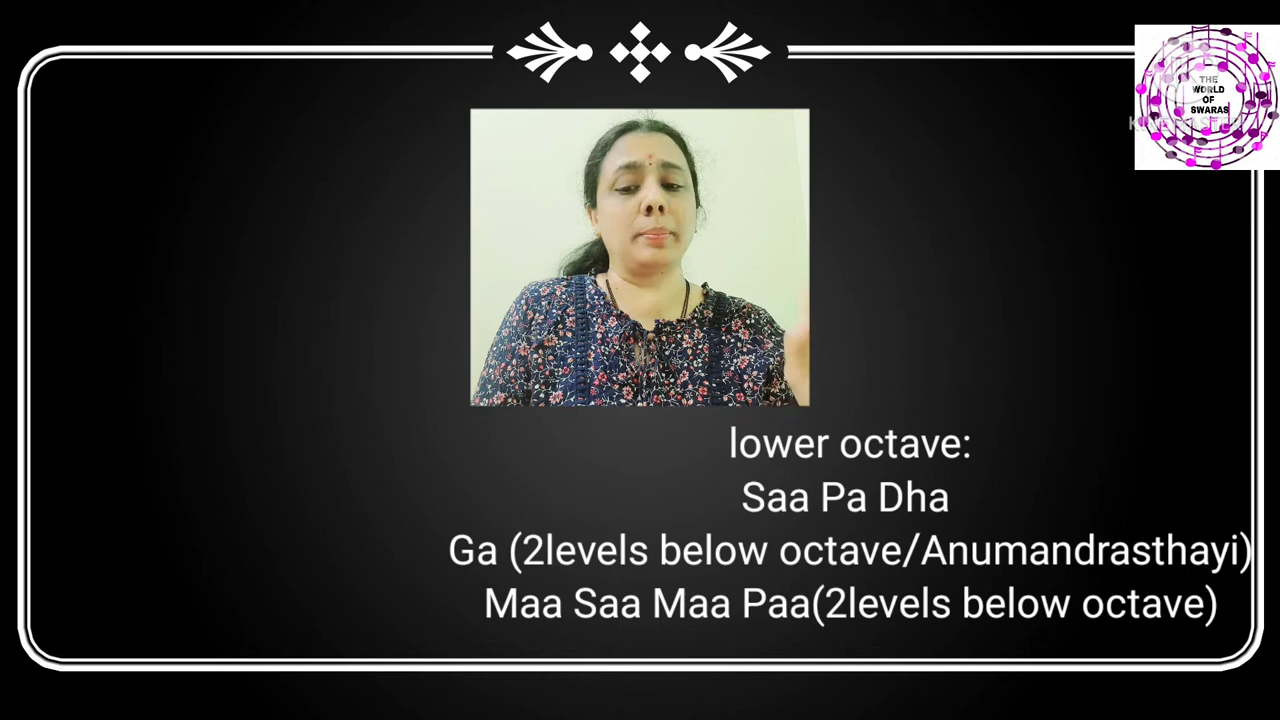 THE
WORLD
OF
SWARAS
KINEMASTER
lower octave:
Saa Pa Dha
Ga (2levels below octave/Anumandrasthayi)
Maa Saa Maa Paa(2levels below octave)